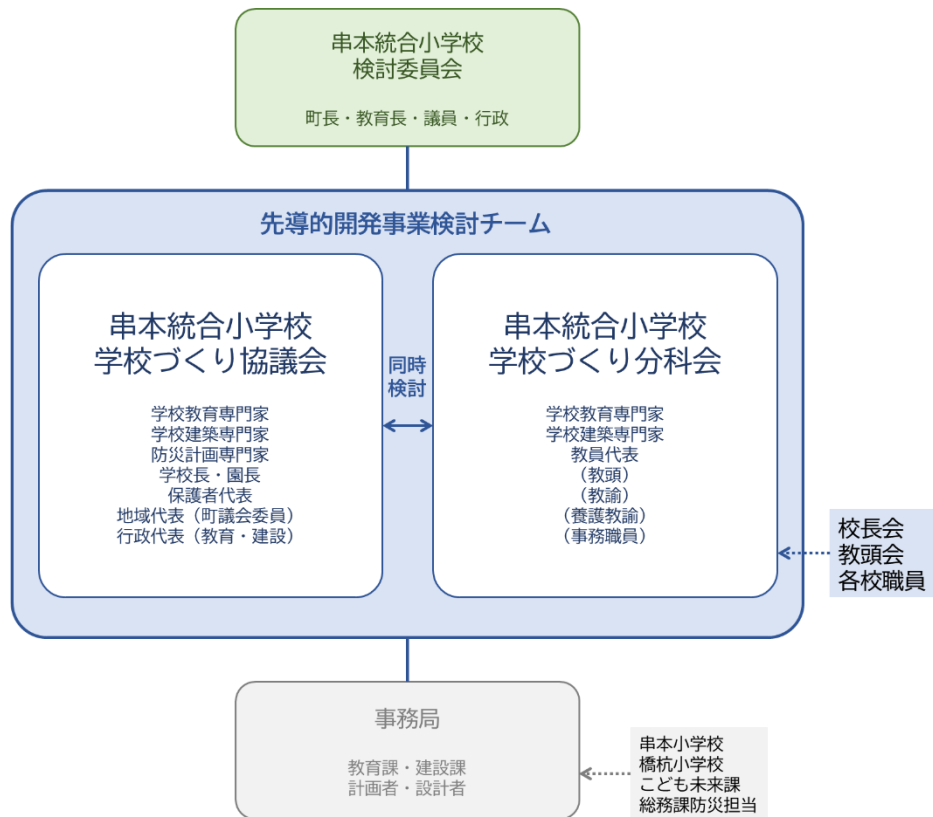 串本統合小学校
検討委員会
町長・教育長・議員・行政
先導的開発事業検討チーム
串本統合小学校
学校づくり協議会
学校教育専門家
学校建築専門家
防災計画専門家
学校長・園長
保護者代表
地域代表（町議会委員）
行政代表（教育・建設）
同時
検討
串本統合小学校
学校づくり分科会
学校教育専門家
学校建築専門家
教員代表
（教頭）
（教諭）
（養護教諭）
（事務職員）
校長会
教頭会
各校職員
事務局
教育課・建設課
計画者・設計者
串本小学校
橋杭小学校
こども未来課
総務課防災担当